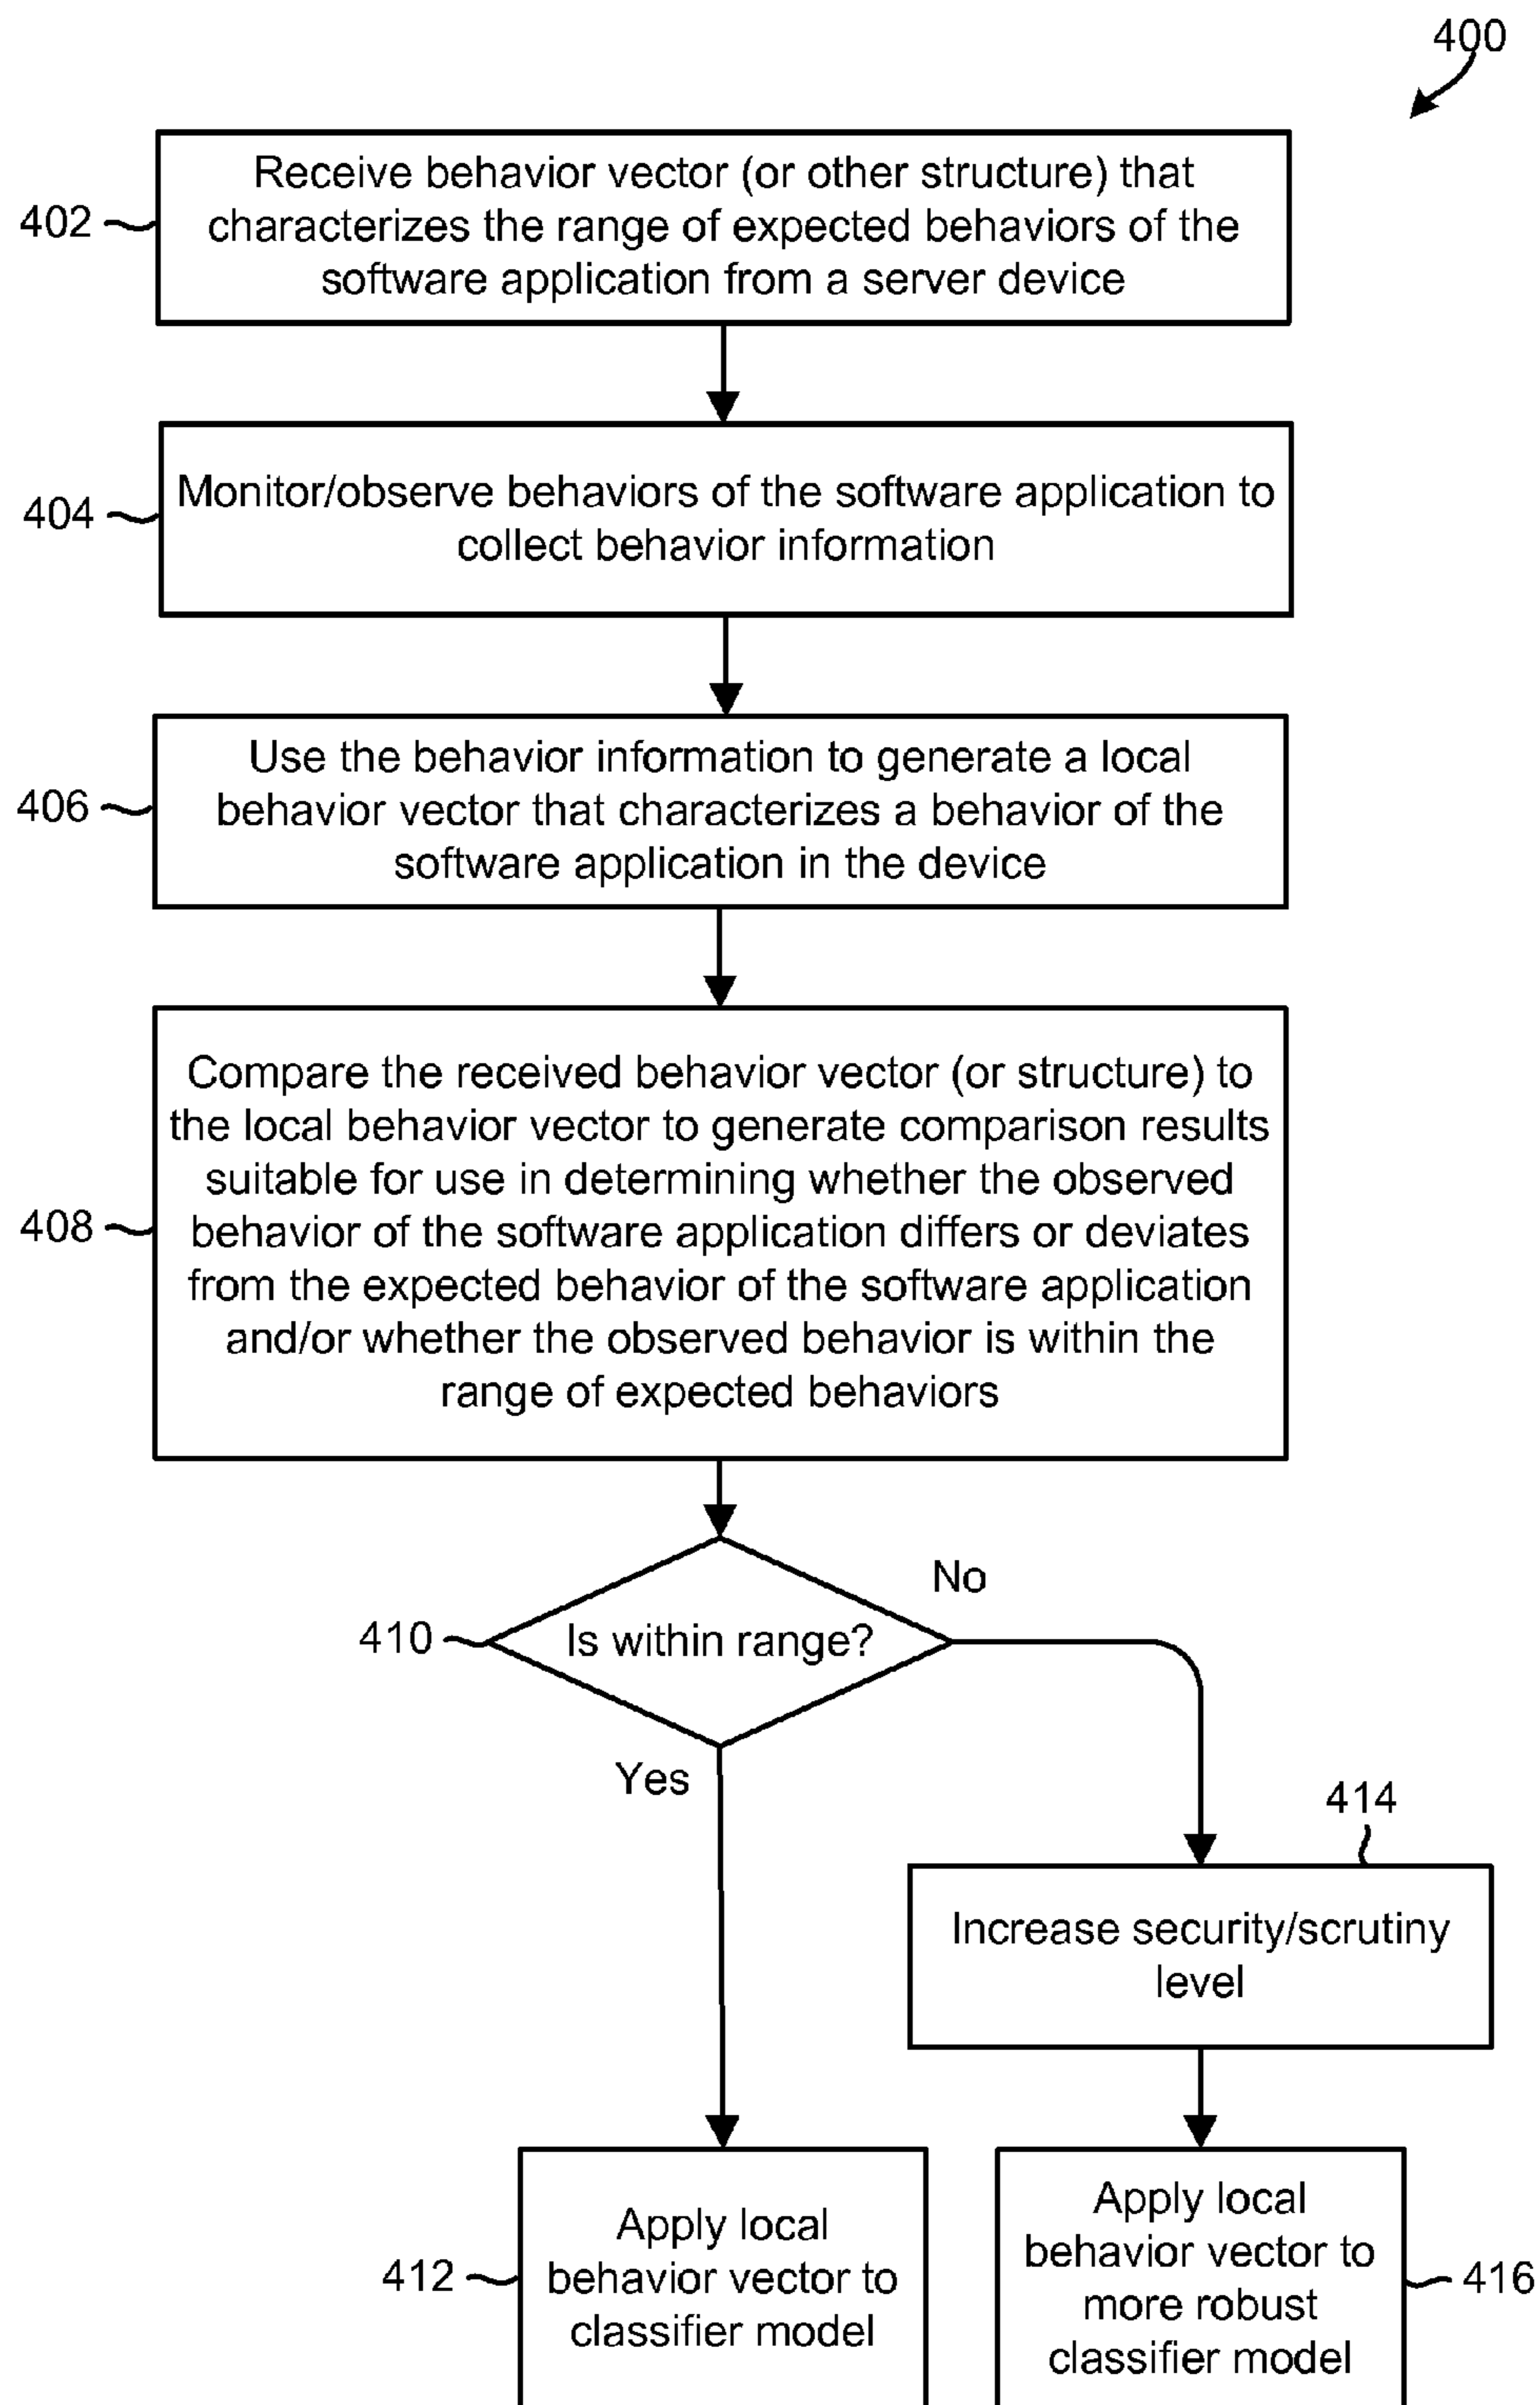 400
402
Receive behavior vector (or other structure) that
characterizes the range of expected behaviors of the
software application from a server device
404
Monitor/observe behaviors of the software application to
collect behavior information
406
Use the behavior information to generate a local
behavior vector that characterizes a behavior of the
software application in the device
408
Compare the received behavior vector (or structure) to
the local behavior vector to generate comparison results
suitable for use in determining whether the observed
behavior of the software application differs or deviates
from the expected behavior of the software application
and/or whether the observed behavior is within the
range of expected behaviors
410
Is within range?
No
Yes
414
Increase security/scrutiny
level
412
Apply local
behavior vector to
classifier model
Apply local
behavior vector to
more robust
classifier model
416